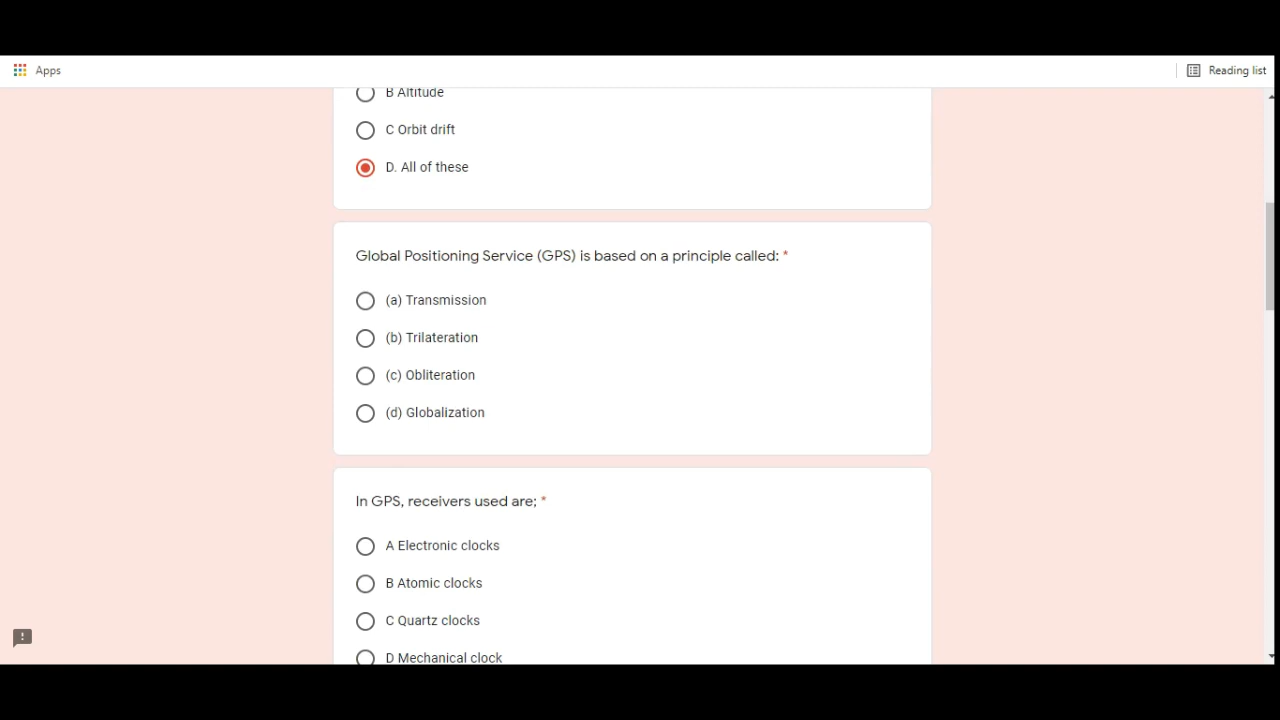 Apps
Reading list
B Altitude
C Orbit drift
D. All of these
Global Positioning Service (GPS) is based on a principle called: *
(a) Transmission
(b) Trilateration
(c) Obliteration
(d) Globalization
In GPS, receivers used are; *
A Electronic clocks
B Atomic clocks
C Quartz clocks
D Mechanical clock